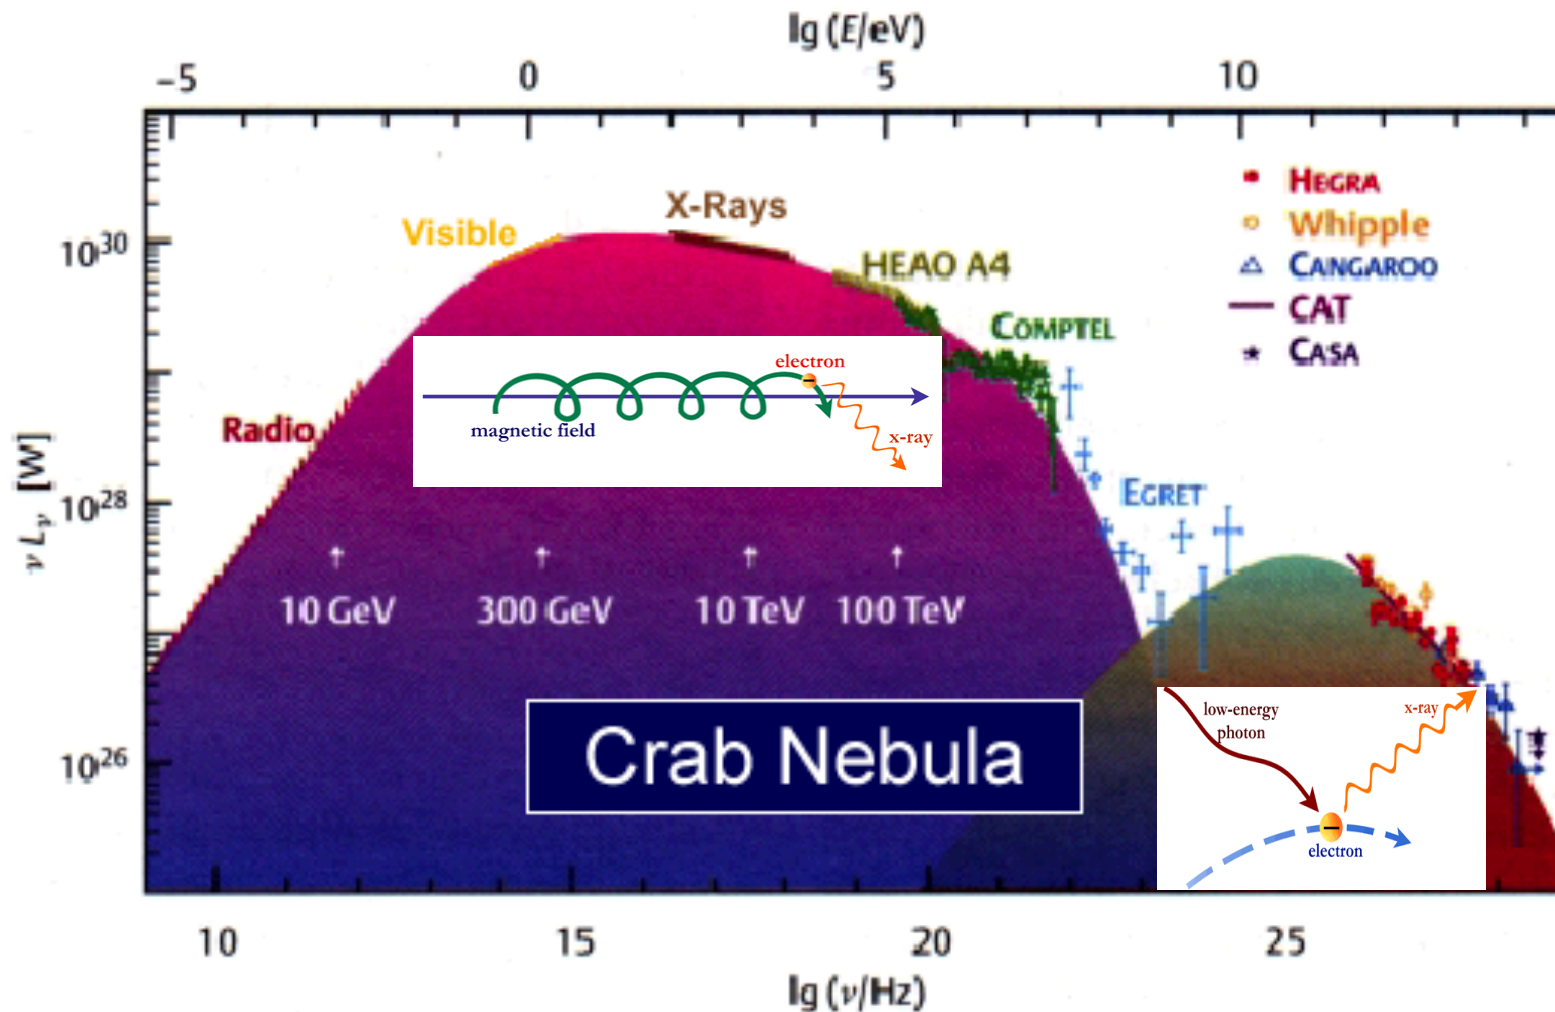 lg (E/eV)
−5 0 5 10
HEGRA
Whipple
CANGAROO
CAT
CASA
X-Rays
Visible
HEAO A4
COMPTEL
Radio
EGRET
electron
magnetic field
x-ray
10 GeV 300 GeV 10 TeV 100 TeV
Crab Nebula
low-energy
photon
x-ray
electron
10^30
10^28
10^26
ν Lν [W]
10 15 20 25
lg (ν/Hz)